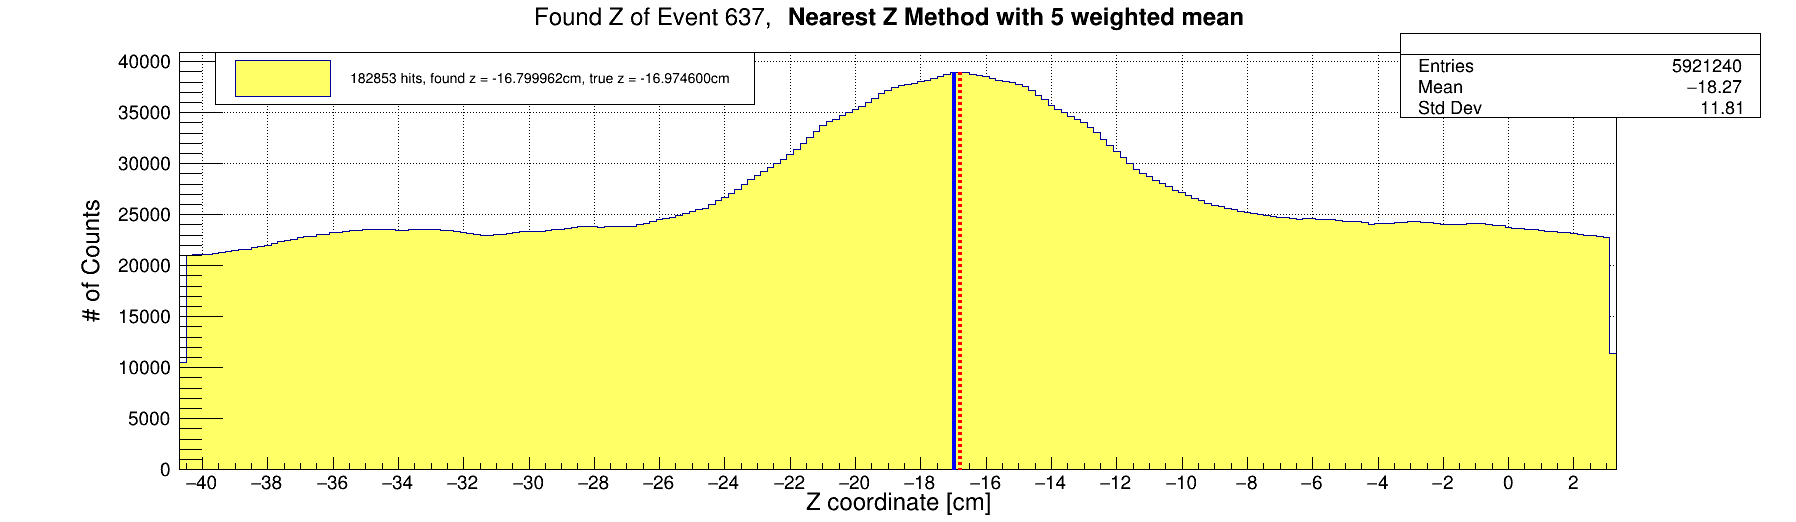 Found Z of Event 637, Nearest Z Method with 5 weighted mean
182853 hits, found z = -16.799962cm, true z = -16.974600cm
Entries 5921240
Mean −18.27
Std Dev 11.81
# of Counts
40000
35000
30000
25000
20000
15000
10000
5000
0
−40 −38 −36 −34 −32 −30 −28 −26 −24 −22 −20 −18 −16 −14 −12 −10 −8 −6 −4 −2 0 2
Z coordinate [cm]